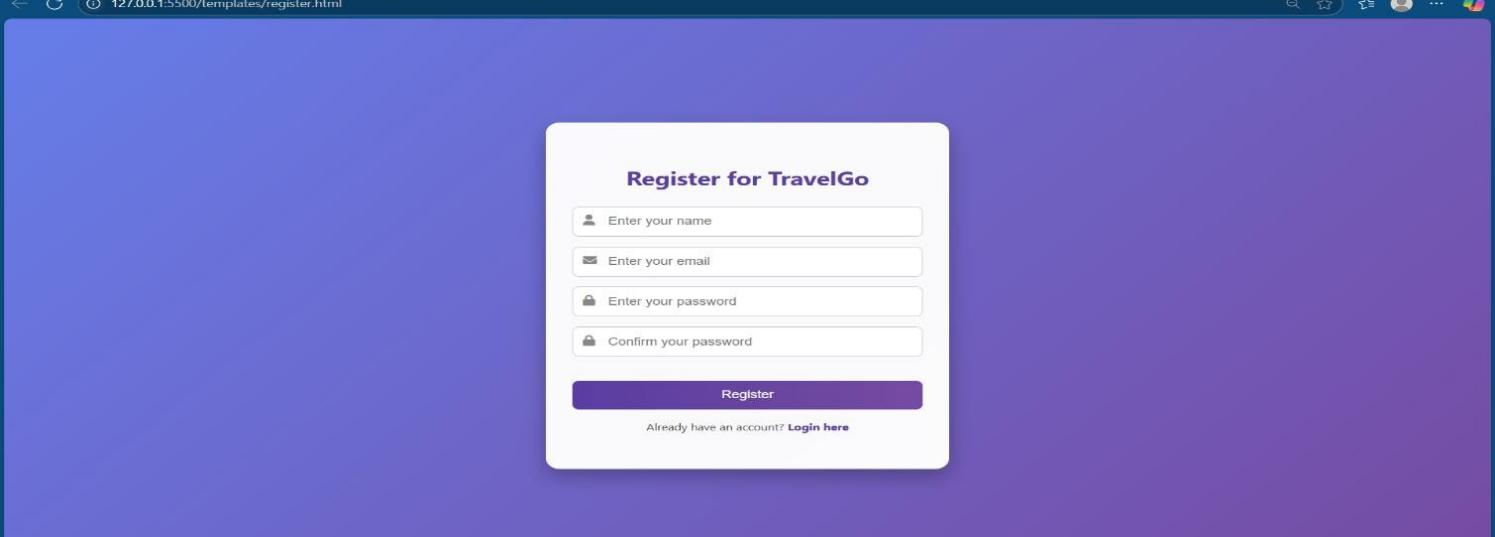 127.0.0.1:5500/templates/register.html
Register for TravelGo
Enter your name
Enter your email
Enter your password
Confirm your password
Register
Already have an account? Login here